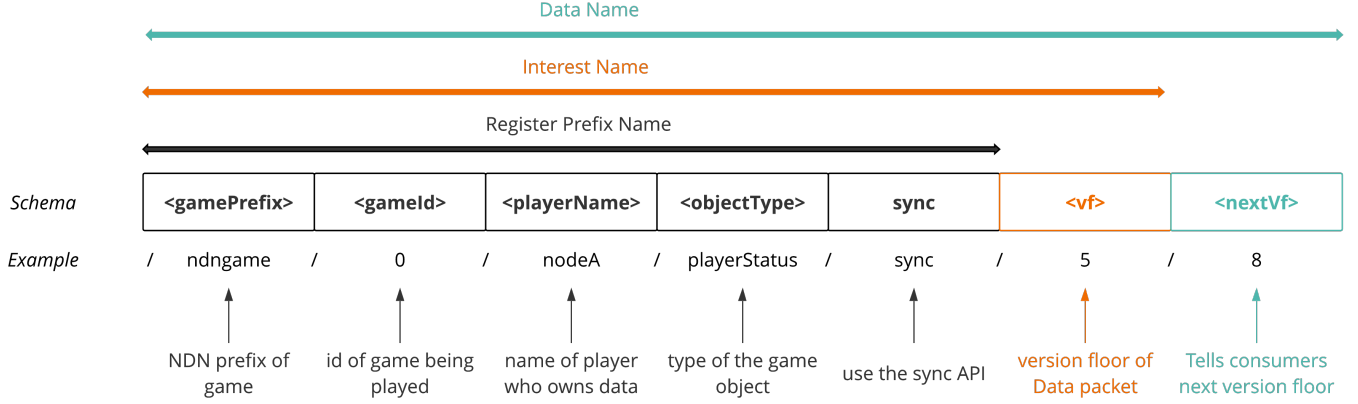 Data Name
Interest Name
Register Prefix Name
Schema <gamePrefix> <gameId> <playerName> <objectType> sync <vf> <nextVf>
Example / ndngame / 0 / nodeA / playerStatus / sync / 5 / 8
NDN prefix of
game
id of game being
played
name of player
who owns data
type of the game
object
use the sync API
version floor of
Data packet
Tells consumers
next version floor